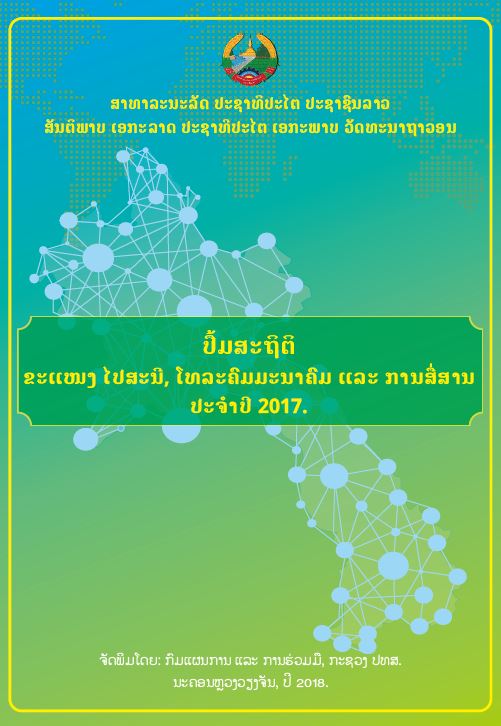 ສາທາລະນະລັດ ປະຊາທິປະໄຕ ປະຊາຊົນລາວ
ສັນຕິພາບ ເອກະລາດ ປະຊາທິປະໄຕ ເອກະພາບ ວັດທະນາຖາວອນ
ປຶ້ມສະຖິຕິ
ຂະແໜງ ໄປສະນີ, ໂທລະຄົມມະນາຄົມ ແລະ ການສື່ສານ
ປະຈຳປີ 2017.
ຈັດພິມໂດຍ: ກົມແຜນການ ແລະ ການຮ່ວມມື, ກະຊວງ ປທສ.
ນະຄອນຫຼວງວຽງຈັນ, ປີ 2018.